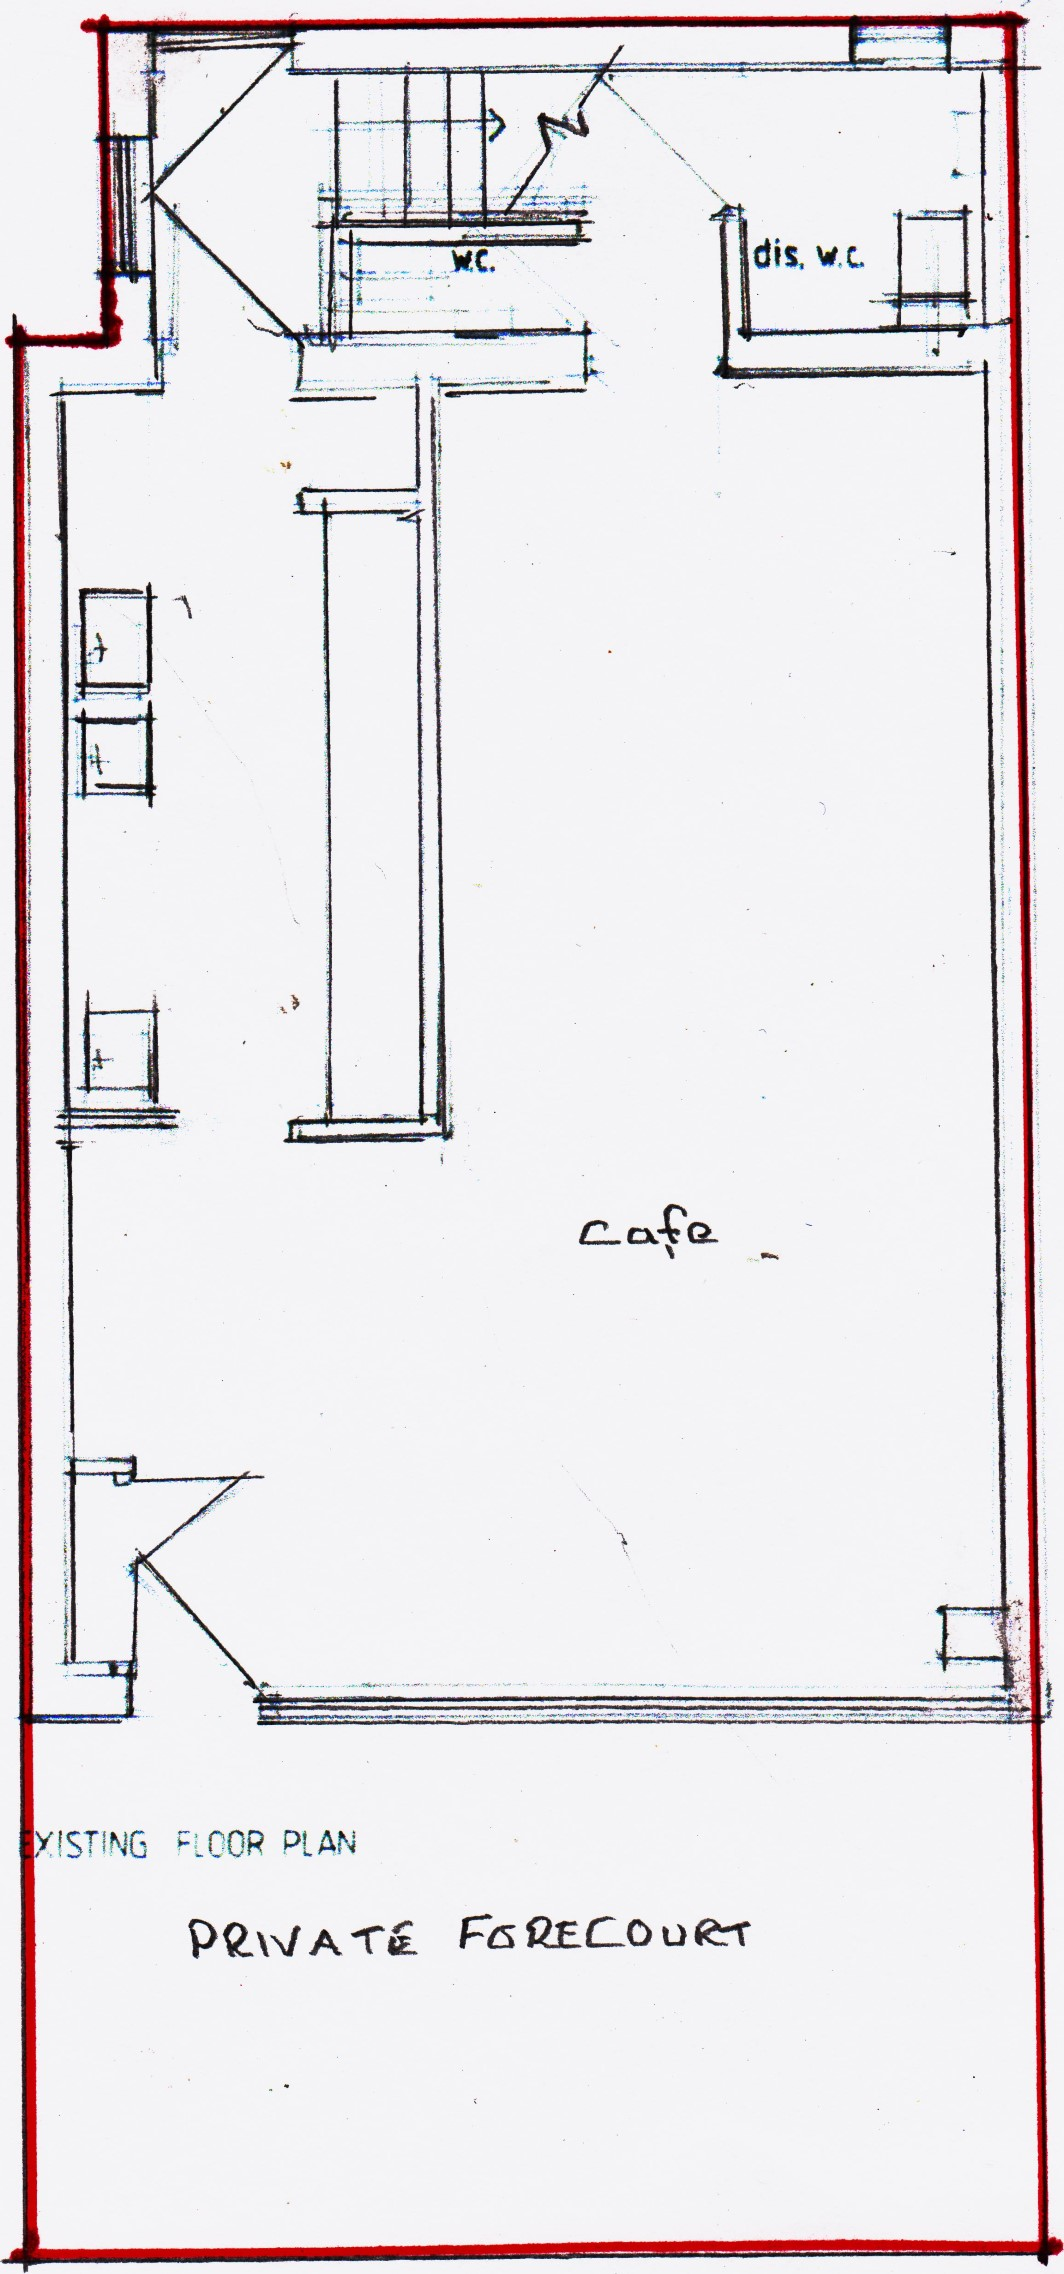 w.c.
dis. w.c.
cafe
EXISTING FLOOR PLAN
PRIVATE FORECOURT